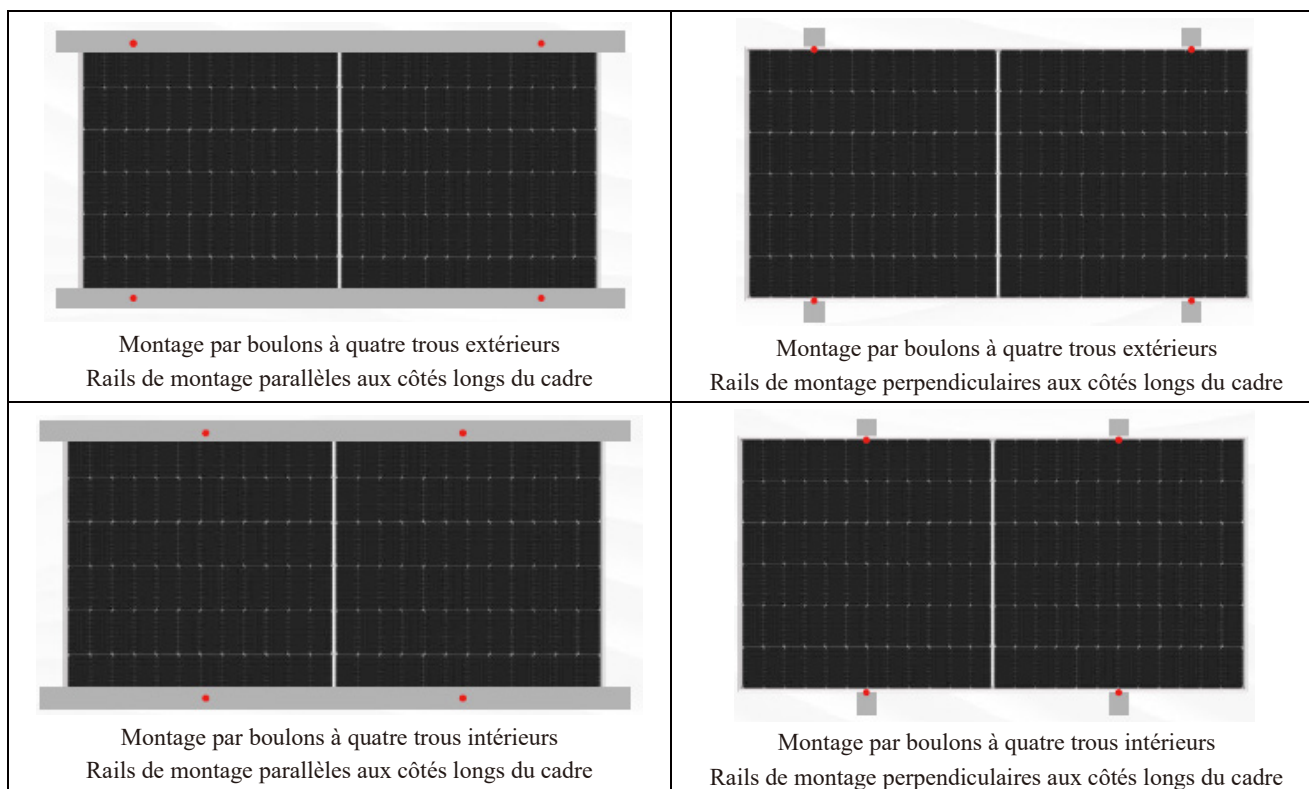 Montage par boulons à quatre trous extérieurs
Rails de montage parallèles aux côtés longs du cadre
Montage par boulons à quatre trous extérieurs
Rails de montage perpendiculaires aux côtés longs du cadre
Montage par boulons à quatre trous intérieurs
Rails de montage parallèles aux côtés longs du cadre
Montage par boulons à quatre trous intérieurs
Rails de montage perpendiculaires aux côtés longs du cadre